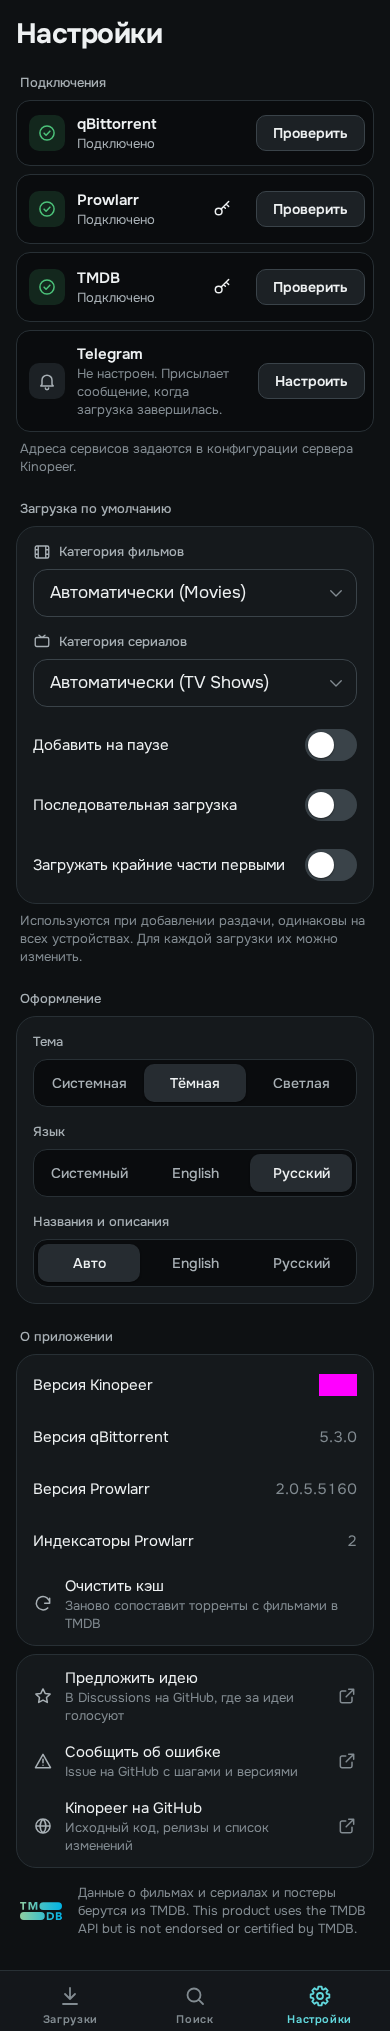 Настройки
Подключения
qBittorrent
Подключено
Проверить
Prowlarr
Подключено
Проверить
TMDB
Подключено
Проверить
Telegram
Не настроен. Присылает
сообщение, когда
загрузка завершилась.
Настроить
Адреса сервисов задаются в конфигурации сервера
Kinopeer.
Загрузка по умолчанию
Категория фильмов
Автоматически (Movies)
Категория сериалов
Автоматически (TV Shows)
Добавить на паузе
Последовательная загрузка
Загружать крайние части первыми
Используются при добавлении раздачи, одинаковы на
всех устройствах. Для каждой загрузки их можно
изменить.
Оформление
Тема
Системная Тёмная Светлая
Язык
Системный English Русский
Названия и описания
Авто English Русский
О приложении
Версия Kinopeer
Версия qBittorrent 5.3.0
Версия Prowlarr 2.0.5.5160
Индексаторы Prowlarr 2
Очистить кэш
Заново сопоставит торренты с фильмами в
TMDB
Предложить идею
В Discussions на GitHub, где за идеи
голосуют
Сообщить об ошибке
Issue на GitHub с шагами и версиями
Kinopeer на GitHub
Исходный код, релизы и список
изменений
TMDB
Данные о фильмах и сериалах и постеры
берутся из TMDB. This product uses the TMDB
API but is not endorsed or certified by TMDB.
Загрузки Поиск Настройки